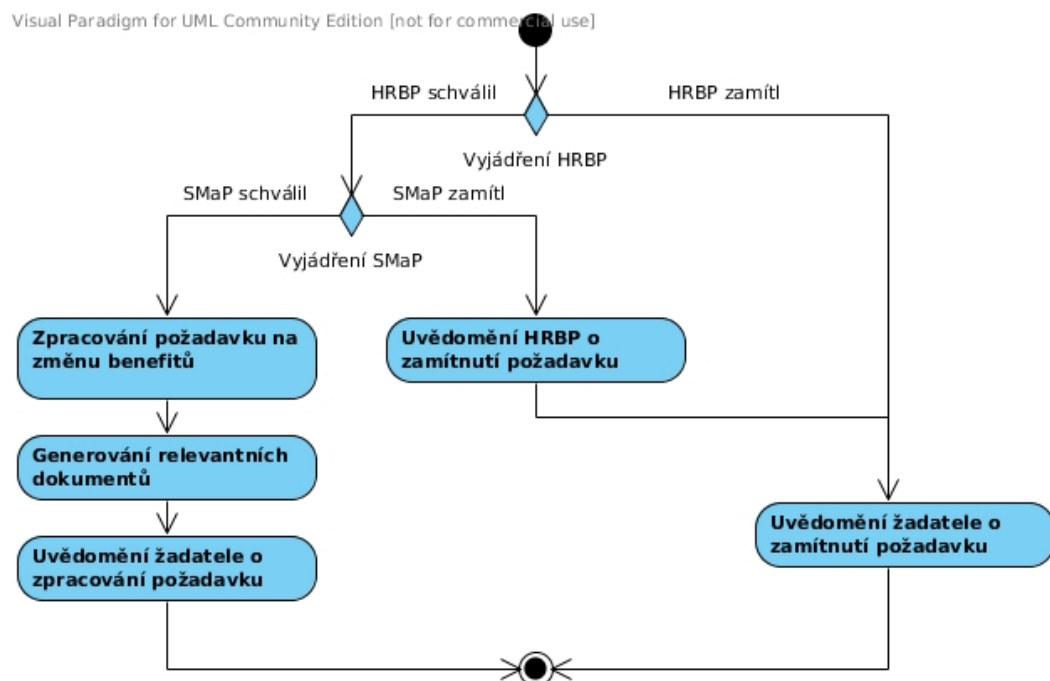 Visual Paradigm for UML Community Edition [not for commercial use]
HRBP schválil
HRBP zamítl
Vyjádření HRBP
SMaP schválil
SMaP zamítl
Vyjádření SMaP
Zpracování požadavku na
změnu benefitů
Uvědomění HRBP o
zamítnutí požadavku
Generování relevantních
dokumentů
Uvědomění žadatele o
zamítnutí požadavku
Uvědomění žadatele o
zpracování požadavku